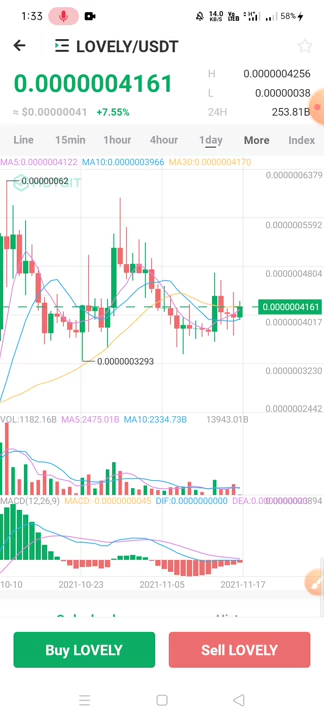 1:33
14.0 KB/S Vo LTE 4G 58%
LOVELY/USDT
0.0000004161
H 0.0000004256
L 0.00000038
≈ $0.00000041 +7.55%
24H 253.81B
Line 15min 1hour 4hour 1day More Index
MA5:0.0000004122 MA10:0.0000003966 MA30:0.0000004170
0.0000006379
0.00000062
0.0000005592
0.0000004804
0.0000004161
0.0000004017
0.0000003293
0.0000003230
0.0000002442
VOL:1182.16B MA5:2475.01B MA10:2334.73B 13943.01B
MACD(12,26,9) MACD:-0.0000000045 DIF:0.0000000000
10-10 2021-10-23 2021-11-05 2021-11-17
Buy LOVELY
Sell LOVELY